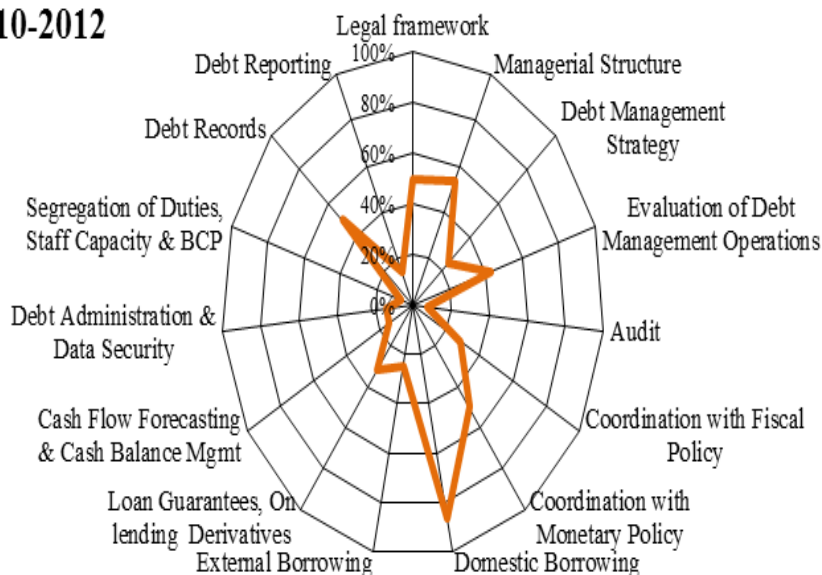 10-2012
Legal framework
100%
80%
60%
40%
20%
0%
Managerial Structure
Debt Management
Strategy
Evaluation of Debt
Management Operations
Audit
Coordination with Fiscal
Policy
Coordination with
Monetary Policy
Domestic Borrowing
External Borrowing
Loan Guarantees, On
lending Derivatives
Cash Flow Forecasting
& Cash Balance Mgmt
Debt Administration &
Data Security
Segregation of Duties,
Staff Capacity & BCP
Debt Records
Debt Reporting